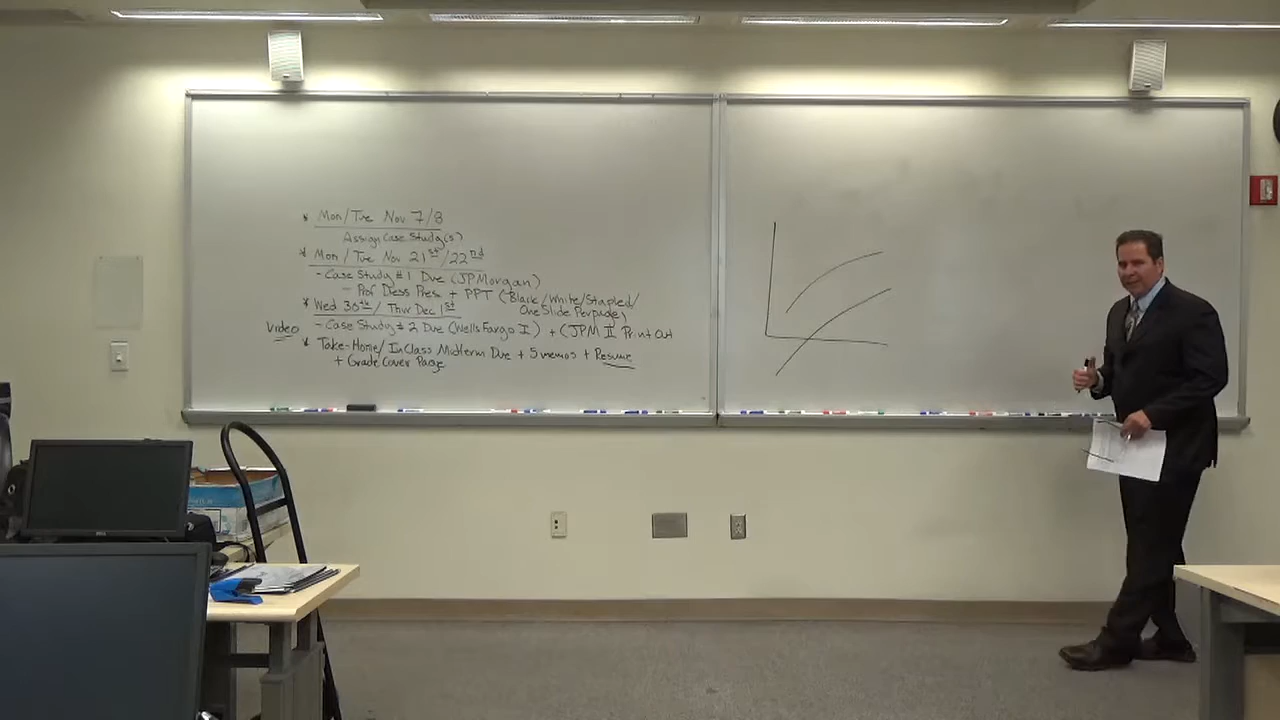 * Mon/Tue Nov 7/8
Assign Case Study(s)
* Mon/Tue Nov 21st/22nd
- Case Study #1 Due (JPMorgan)
- Prof Dess Pres + PPT (Black/White/Stapled/
One Slide Per page)
* Wed 30th/Thur Dec 1st
Video - Case Study #2 Due (Wells Fargo I) + (JPM II Print Out
* Take-Home/InClass Midterm Due + 5 memos + Resume
+ Grade Cover Page
DELL